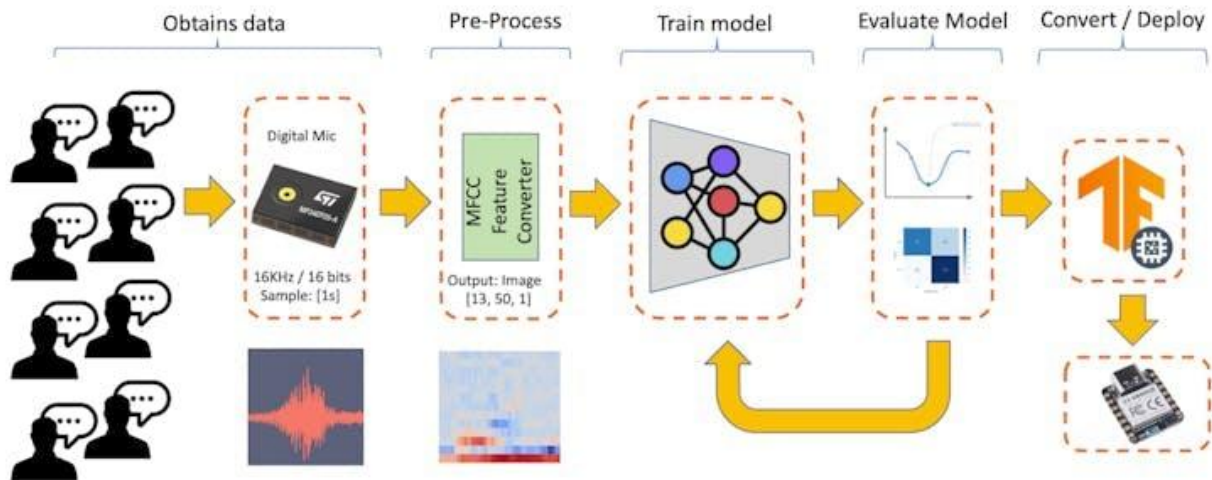 Obtains data
Pre-Process
Train model
Evaluate Model
Convert / Deploy
Digital Mic
16KHz / 16 bits
Sample: [1s]
MFCC
Feature
Converter
Output: Image
[13, 50, 1]